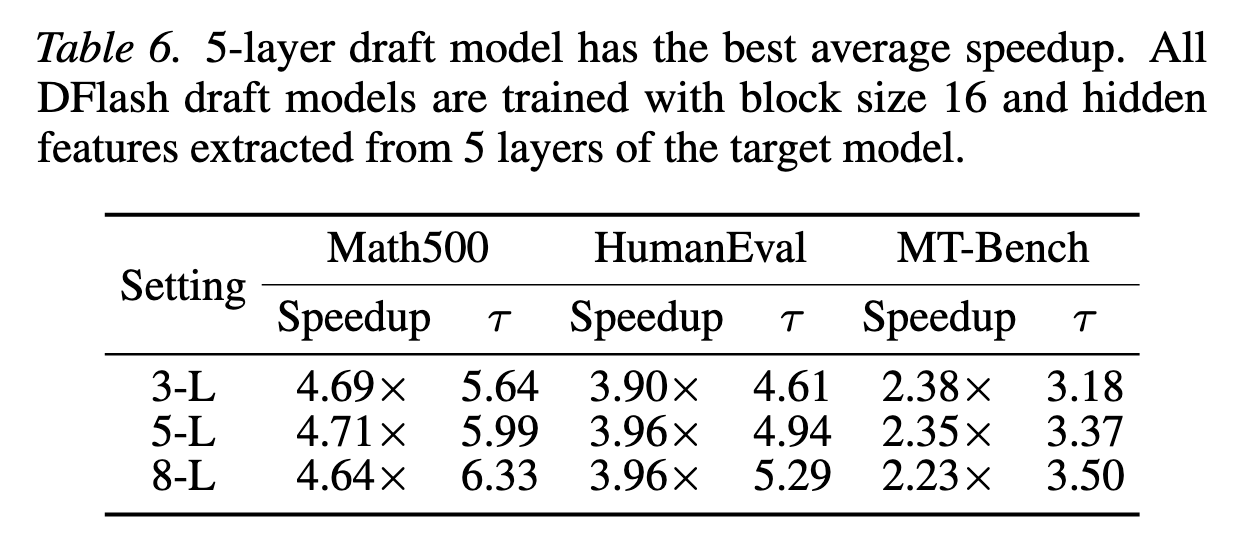 Table 6. 5-layer draft model has the best average speedup. All
DFlash draft models are trained with block size 16 and hidden
features extracted from 5 layers of the target model.
Setting Math500 HumanEval MT-Bench
Speedup τ Speedup τ Speedup τ
3-L 4.69× 5.64 3.90× 4.61 2.38× 3.18
5-L 4.71× 5.99 3.96× 4.94 2.35× 3.37
8-L 4.64× 6.33 3.96× 5.29 2.23× 3.50